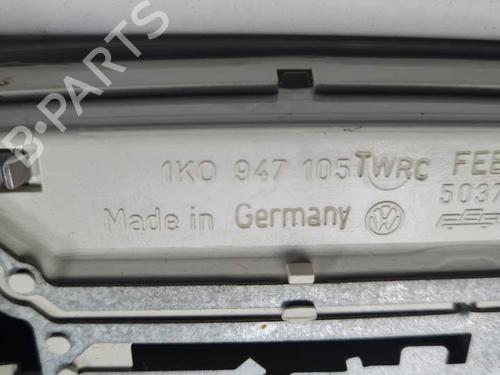 B-PARTS
1K0 947 105 TWRC FEE
5037
Made in Germany